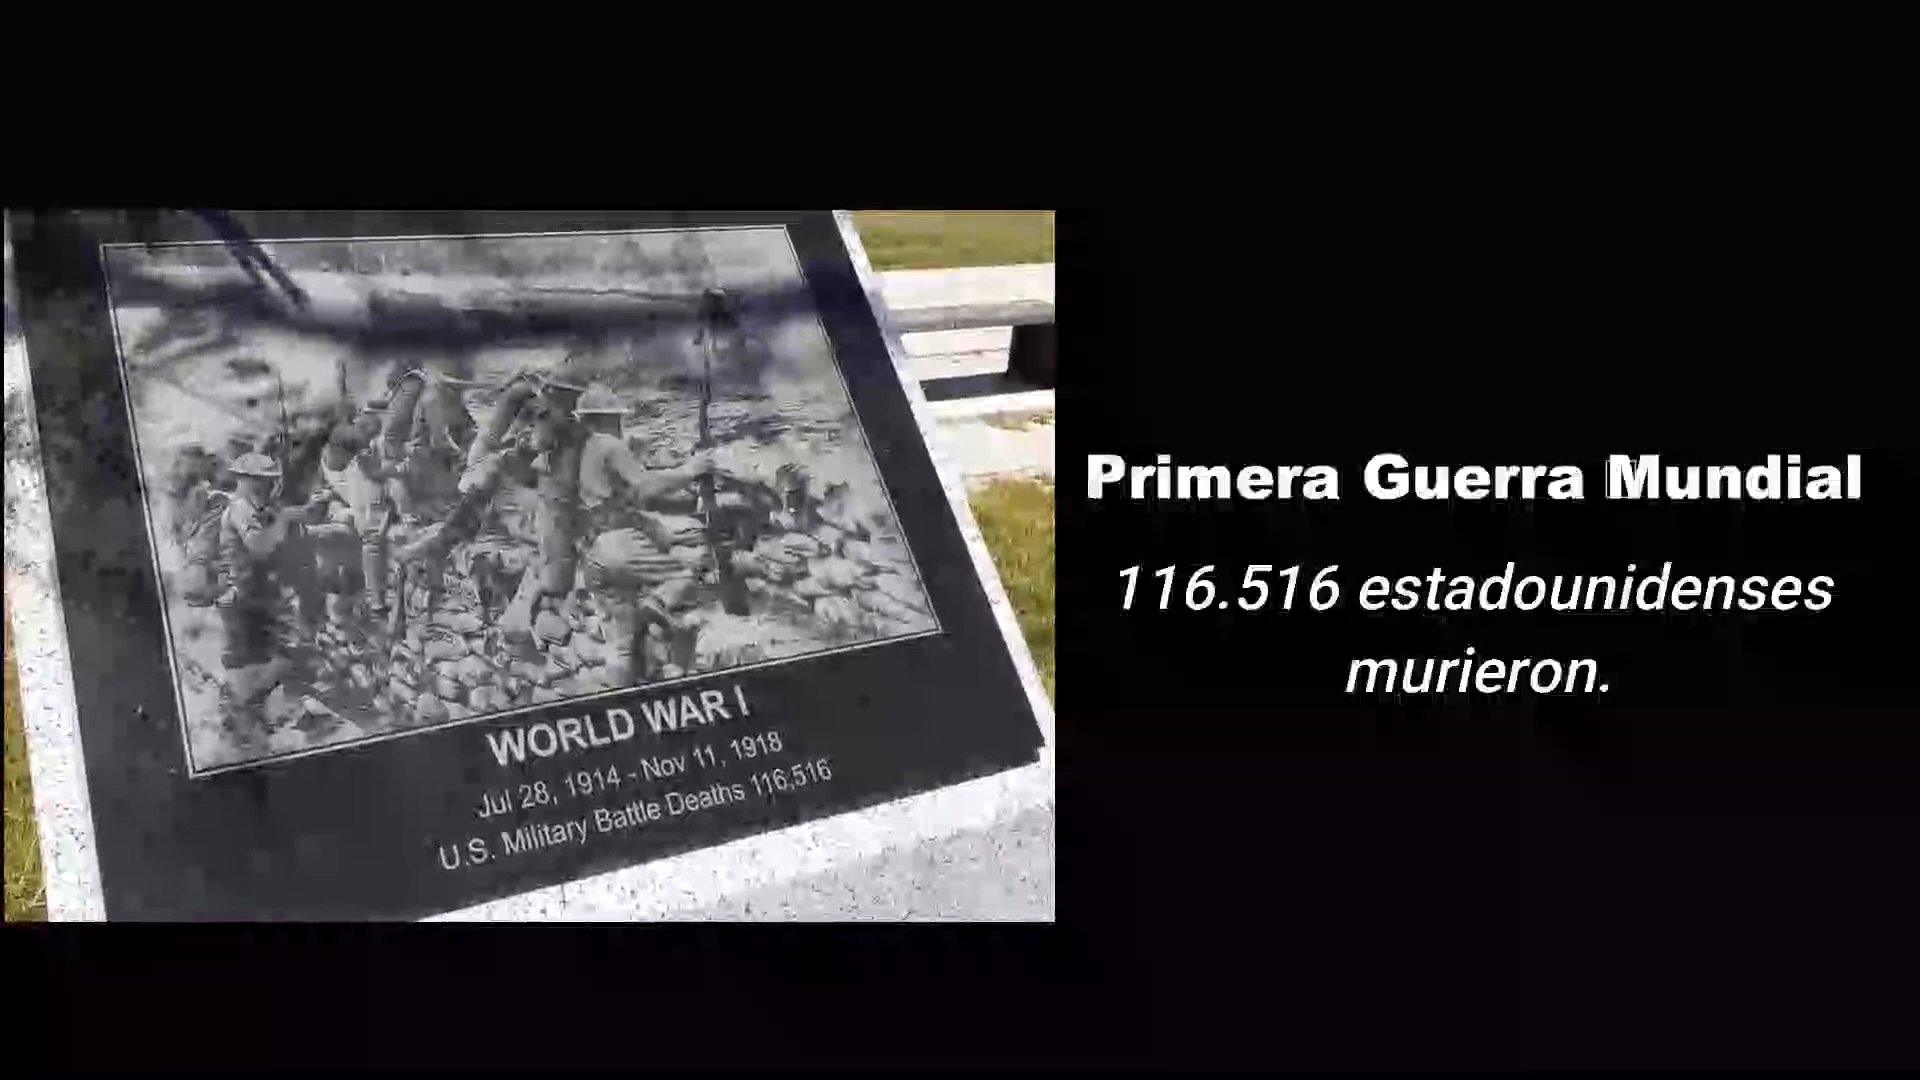 WORLD WAR I
Jul 28, 1914 - Nov 11, 1918
U.S. Military Battle Deaths 116,516
Primera Guerra Mundial
116.516 estadounidenses
murieron.